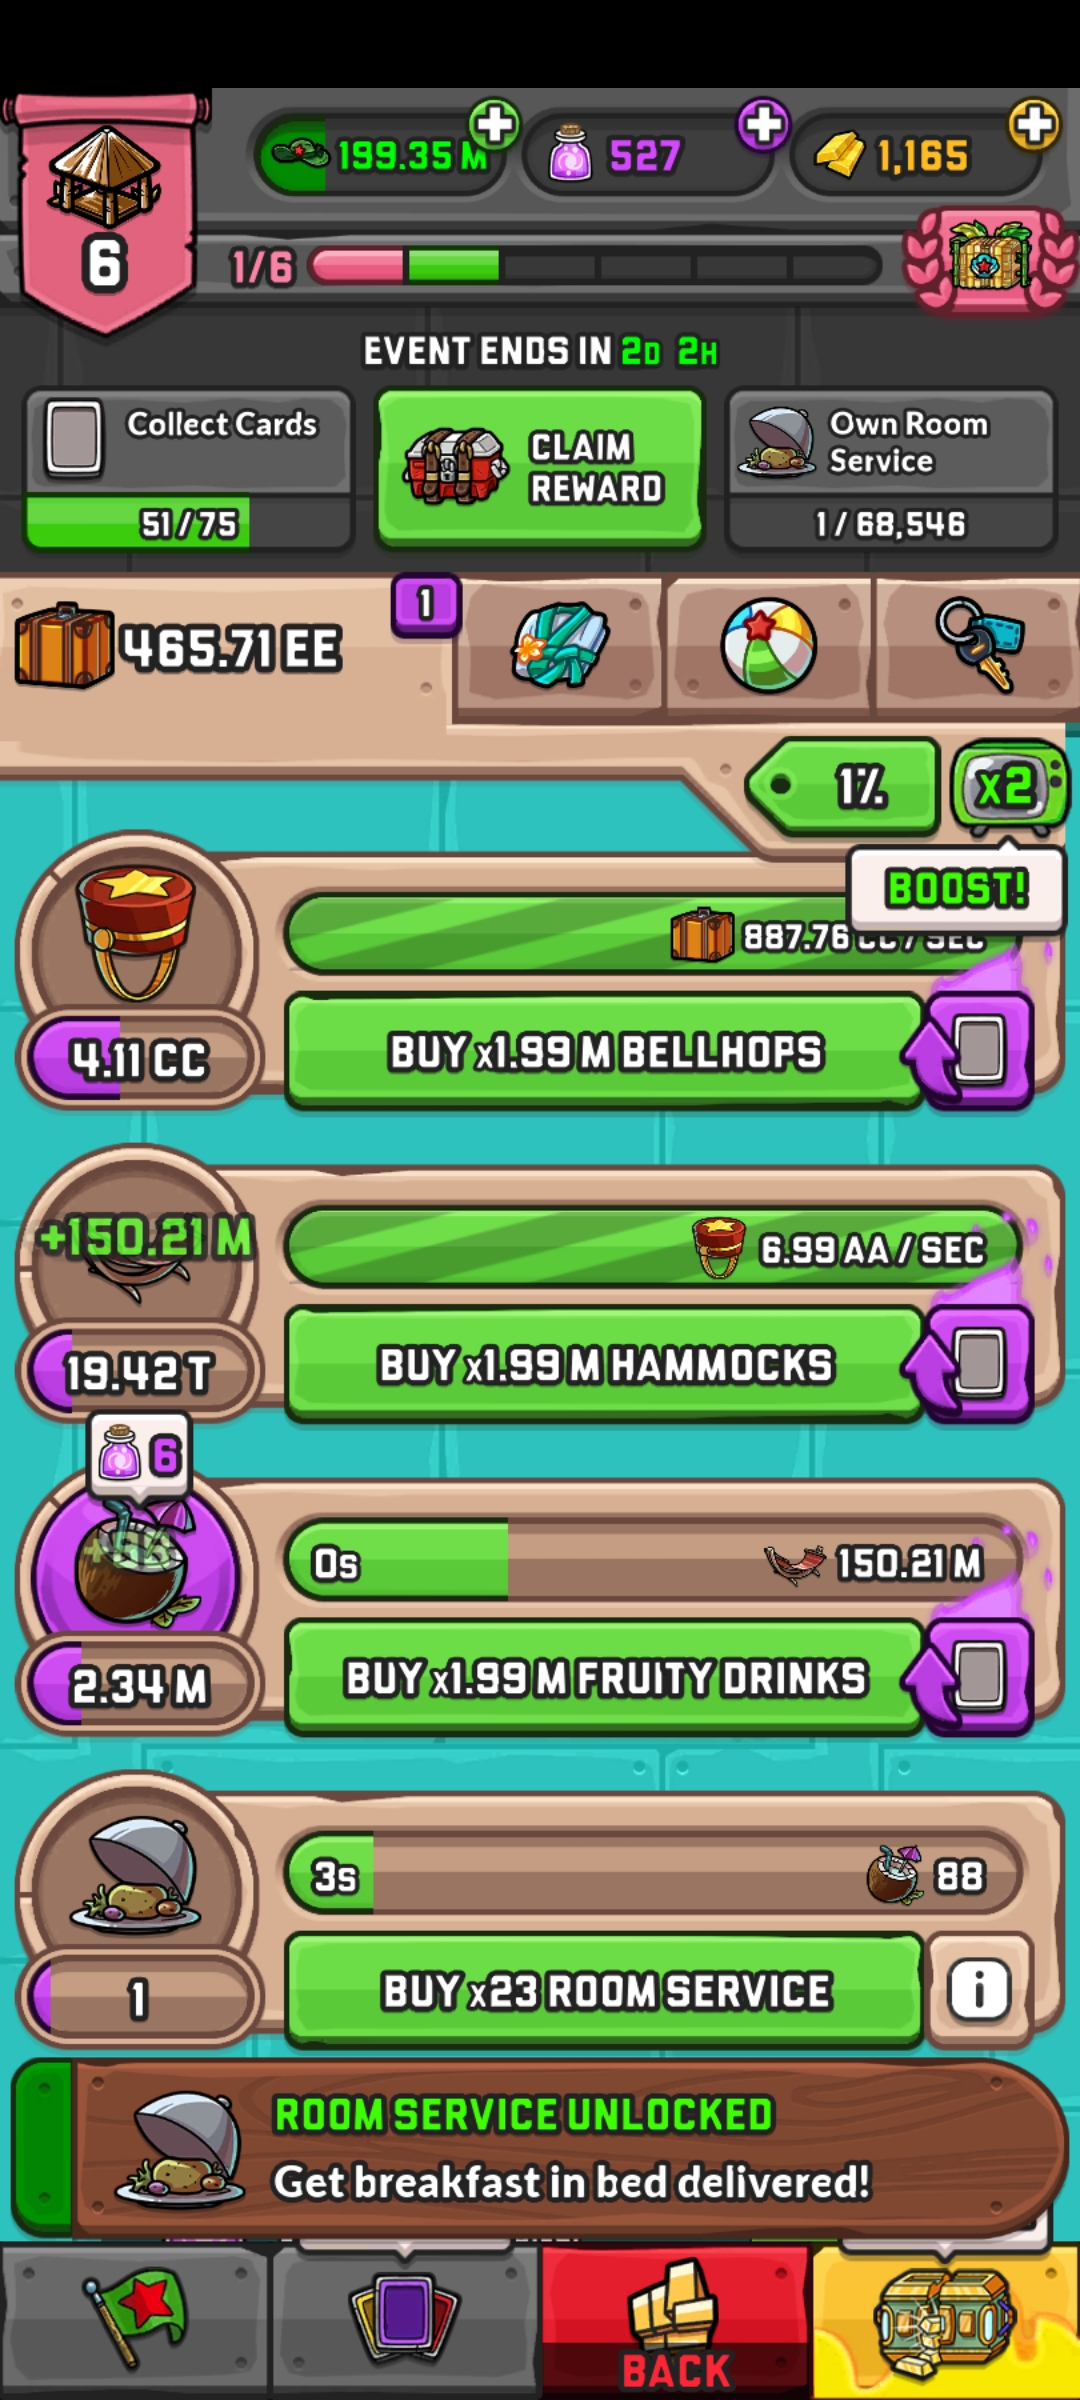 199.35 M
527
1,165
6
1/6
EVENT ENDS IN 2D 2H
Collect Cards
51/75
CLAIM
REWARD
Own Room
Service
1/68,546
465.71 EE
1
1%
x2
BOOST!
887.76 CC/SEC
4.11 CC
BUY x1.99 M BELLHOPS
+150.21 M
6.99 AA/SEC
19.42 T
BUY x1.99 M HAMMOCKS
6
0s
150.21 M
2.34 M
BUY x1.99 M FRUITY DRINKS
3s
88
1
BUY x23 ROOM SERVICE
i
ROOM SERVICE UNLOCKED
Get breakfast in bed delivered!
BACK